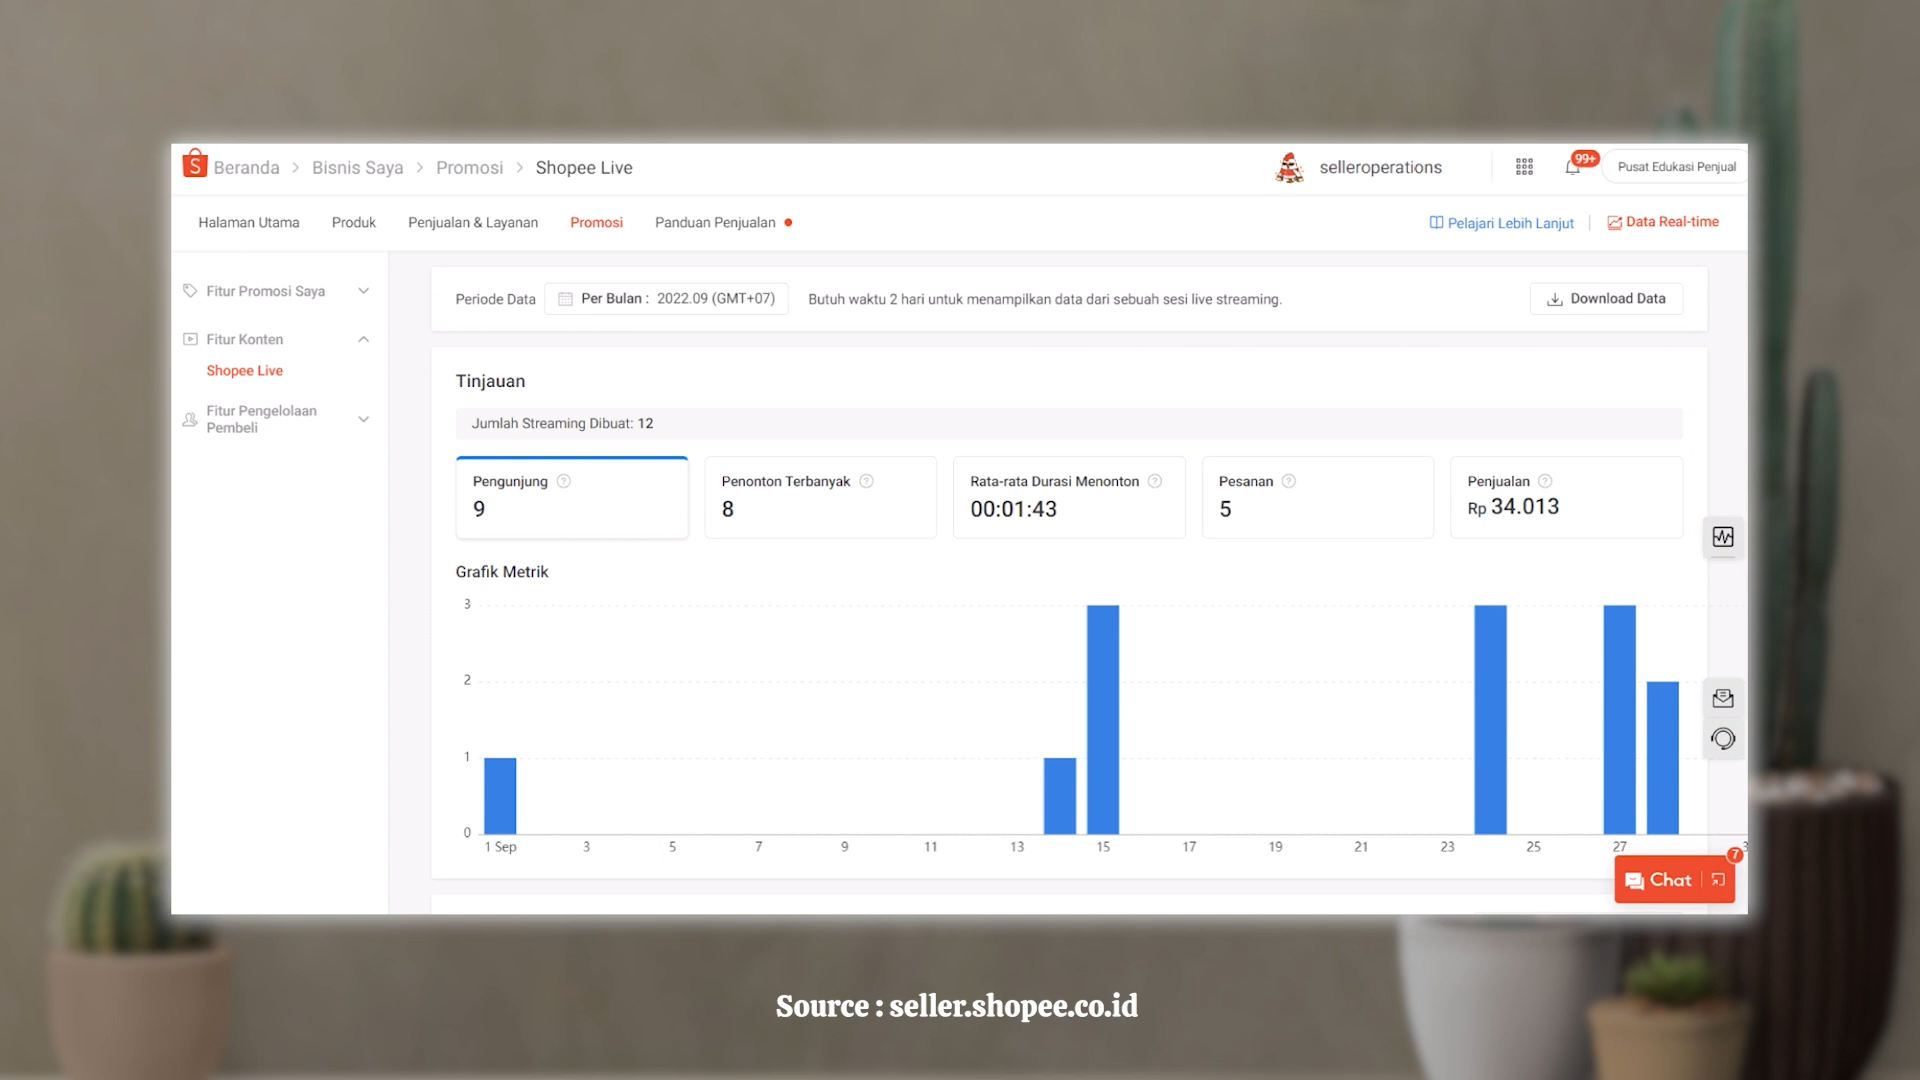 S Beranda > Bisnis Saya > Promosi > Shopee Live
selleroperations
99+
Pusat Edukasi Penjual
Halaman Utama Produk Penjualan & Layanan Promosi Panduan Penjualan
Pelajari Lebih Lanjut | Data Real-time
Fitur Promosi Saya
Fitur Konten
Shopee Live
Fitur Pengelolaan
Pembeli
Periode Data Per Bulan : 2022.09 (GMT+07) Butuh waktu 2 hari untuk menampilkan data dari sebuah sesi live streaming. Download Data
Tinjauan
Jumlah Streaming Dibuat: 12
Pengunjung ? Penonton Terbanyak ? Rata-rata Durasi Menonton ? Pesanan ? Penjualan ?
9 8 00:01:43 5 Rp 34.013
Grafik Metrik
3
2
1
0
1 Sep 3 5 7 9 11 13 15 17 19 21 23 25 27 3
7
Chat
Source : seller.shopee.co.id